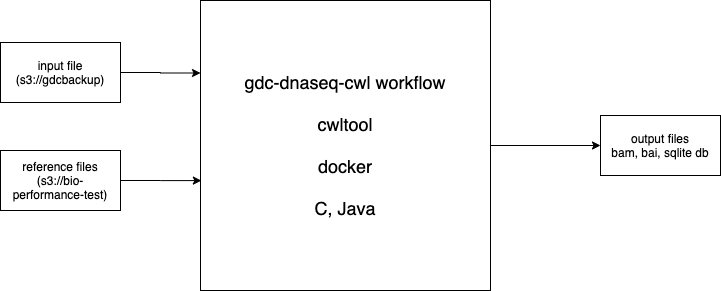 input file
(s3://gdcbackup)
reference files
(s3://bio-
performance-test)
gdc-dnaseq-cwl workflow
cwltool
docker
C, Java
output files
bam, bai, sqlite db